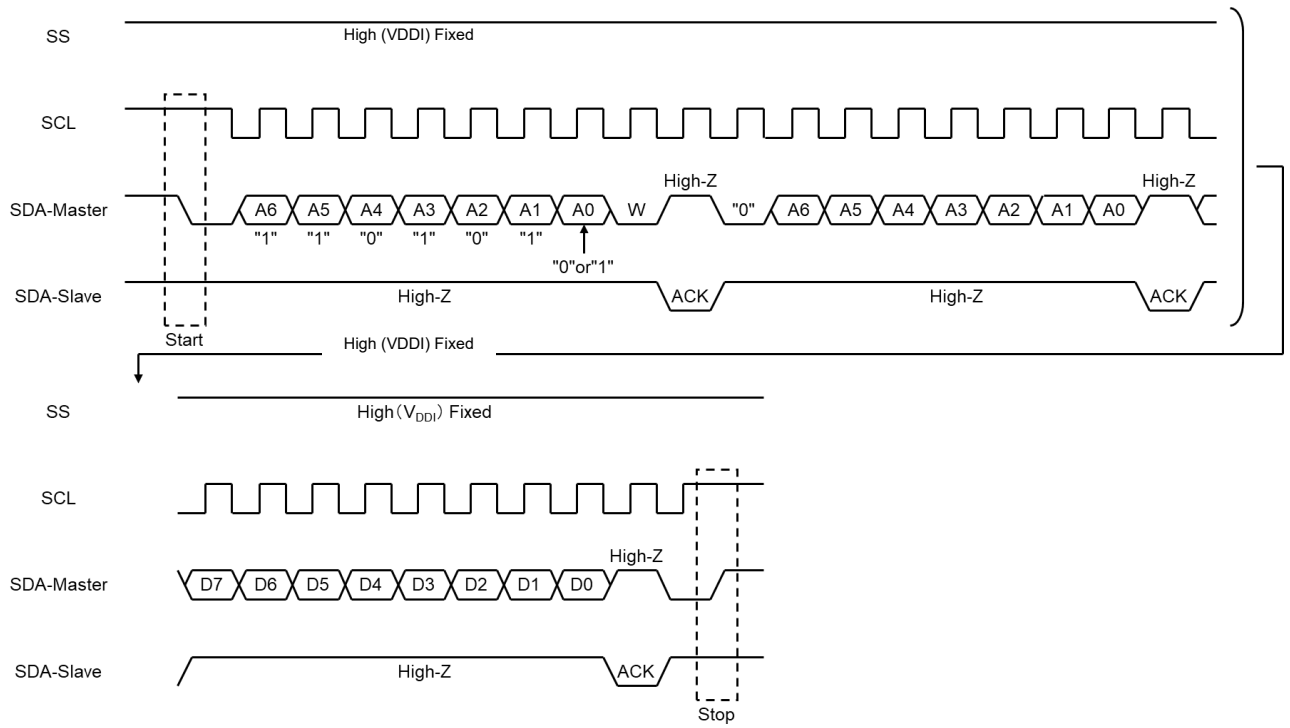 SS
High (VDDI) Fixed
SCL
High-Z High-Z
SDA-Master A6 A5 A4 A3 A2 A1 A0 W "0" A6 A5 A4 A3 A2 A1 A0
"1" "1" "0" "1" "0" "1"
"0"or"1"
SDA-Slave High-Z ACK High-Z ACK
Start
High (VDDI) Fixed
SS
High（VDDI）Fixed
SCL
High-Z
SDA-Master D7 D6 D5 D4 D3 D2 D1 D0
SDA-Slave High-Z ACK
Stop